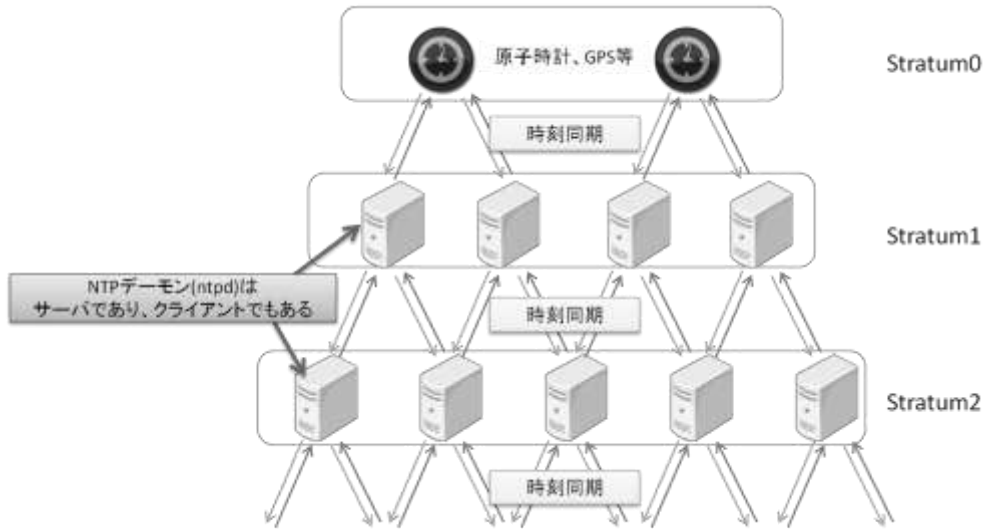 原子時計、GPS等
Stratum0
時刻同期
Stratum1
NTPデーモン(ntpd)は
サーバであり、クライアントでもある
時刻同期
Stratum2
時刻同期